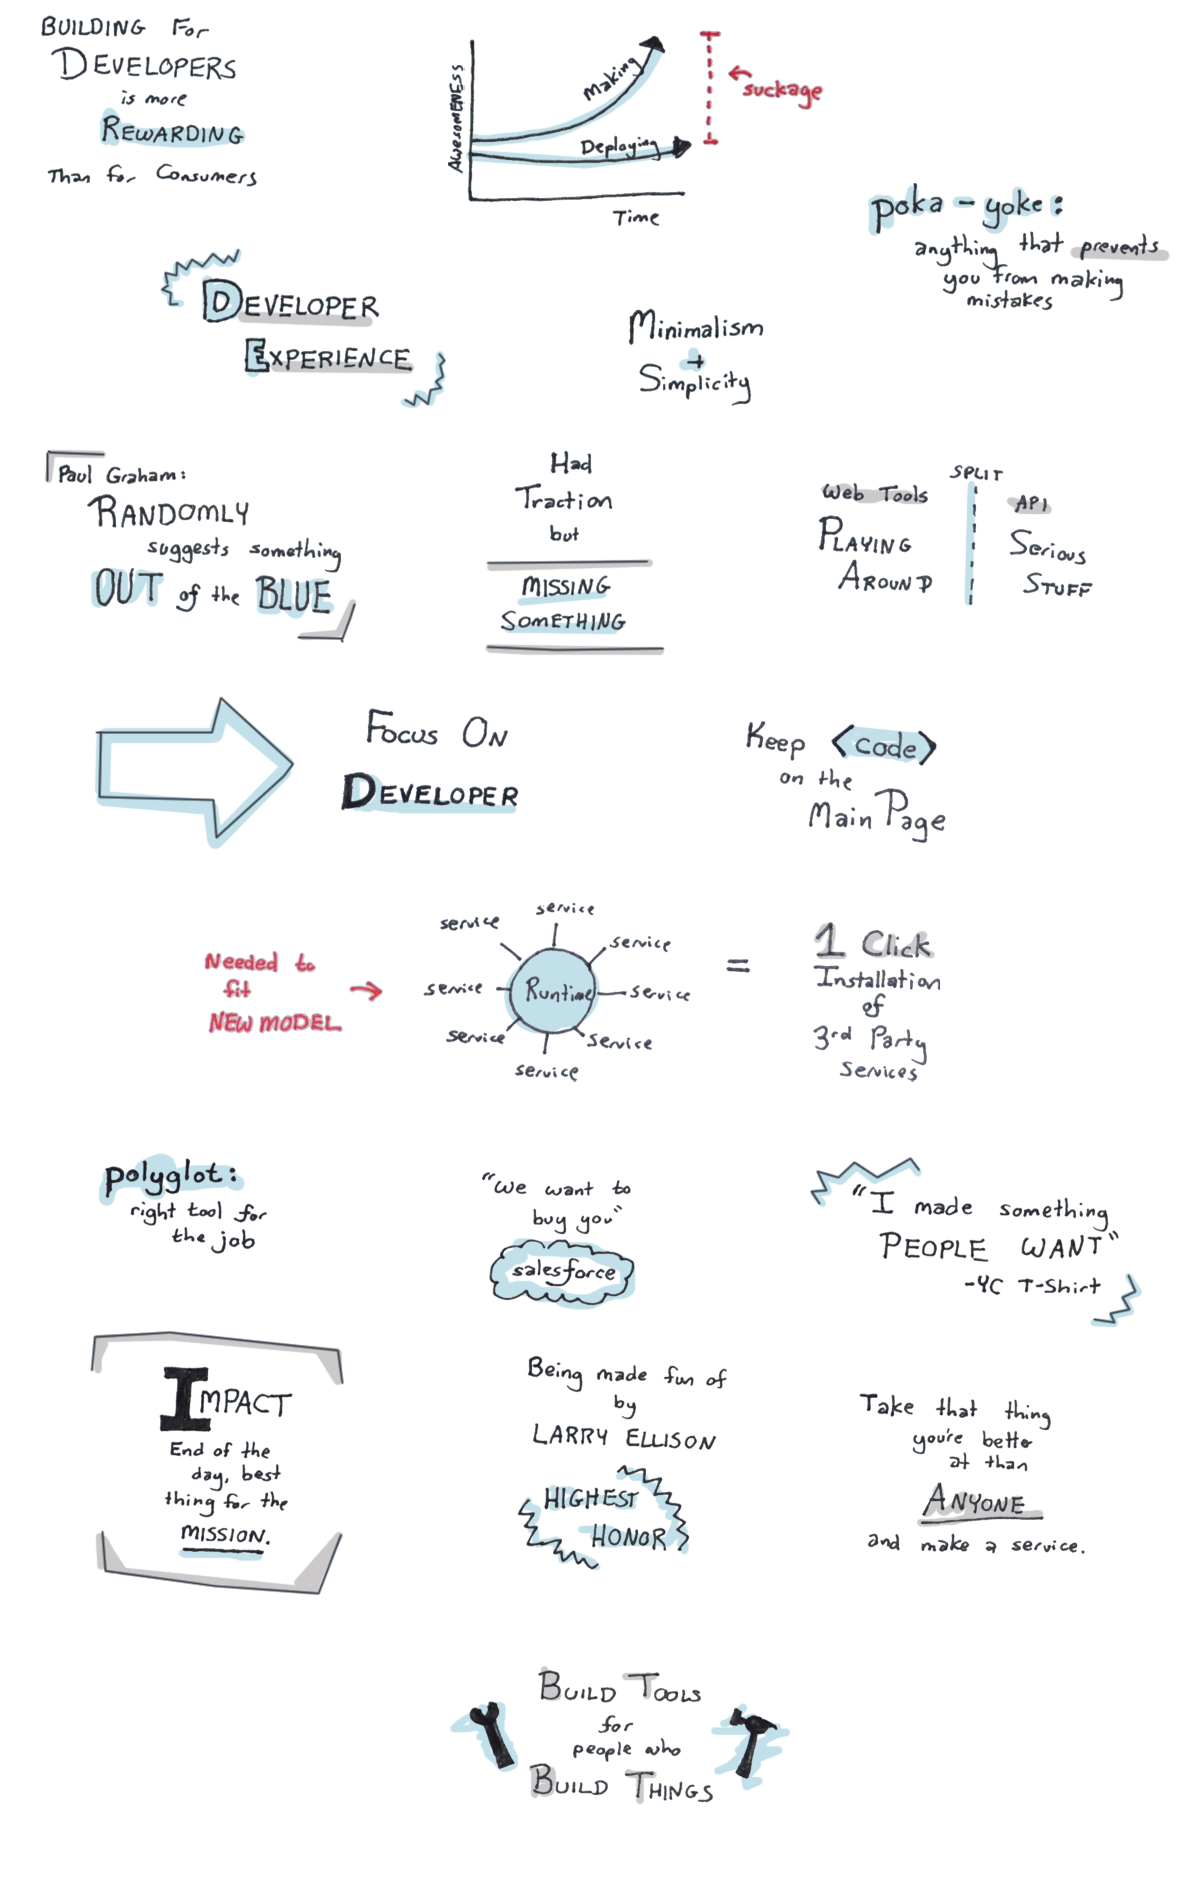 BUILDING For
DEVELOPERS
is more
REWARDING
Than for Consumers
AWESOMENESS
Making
Deploying
Time
suckage
poka-yoke:
anything that prevents
you from making
mistakes
DEVELOPER
EXPERIENCE
Minimalism
+
Simplicity
Paul Graham:
RANDOMLY
suggests something
OUT of the BLUE
Had
Traction
but
MISSING
SOMETHING
SPLIT
Web Tools
PLAYING
AROUND
API
Serious
STUFF
Focus On
DEVELOPER
Keep <code>
on the
Main Page
Needed to
fit
NEW MODEL
service
service
service
service
Runtime
service
service
service
service
=
1 Click
Installation
of
3rd Party
Services
polyglot:
right tool for
the job
"We want to
buy you"
salesforce
"I made something
PEOPLE WANT"
-YC T-Shirt
IMPACT
End of the
day, best
thing for the
MISSION.
Being made fun of
by
LARRY ELLISON
HIGHEST
HONOR
Take that thing
you're better
at than
ANYONE
and make a service.
BUILD TOOLS
for
people who
BUILD THINGS